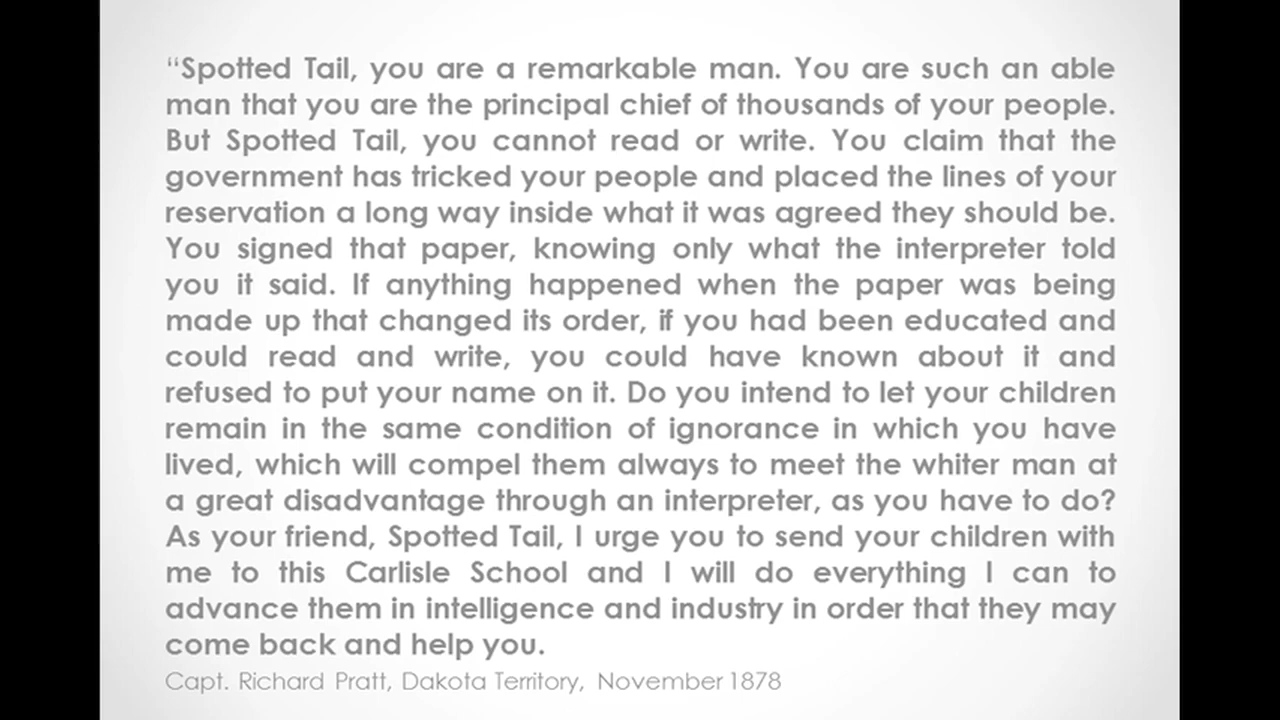 “Spotted Tail, you are a remarkable man. You are such an able
man that you are the principal chief of thousands of your people.
But Spotted Tail, you cannot read or write. You claim that the
government has tricked your people and placed the lines of your
reservation a long way inside what it was agreed they should be.
You signed that paper, knowing only what the interpreter told
you it said. If anything happened when the paper was being
made up that changed its order, if you had been educated and
could read and write, you could have known about it and
refused to put your name on it. Do you intend to let your children
remain in the same condition of ignorance in which you have
lived, which will compel them always to meet the whiter man at
a great disadvantage through an interpreter, as you have to do?
As your friend, Spotted Tail, I urge you to send your children with
me to this Carlisle School and I will do everything I can to
advance them in intelligence and industry in order that they may
come back and help you.
Capt. Richard Pratt, Dakota Territory, November 1878